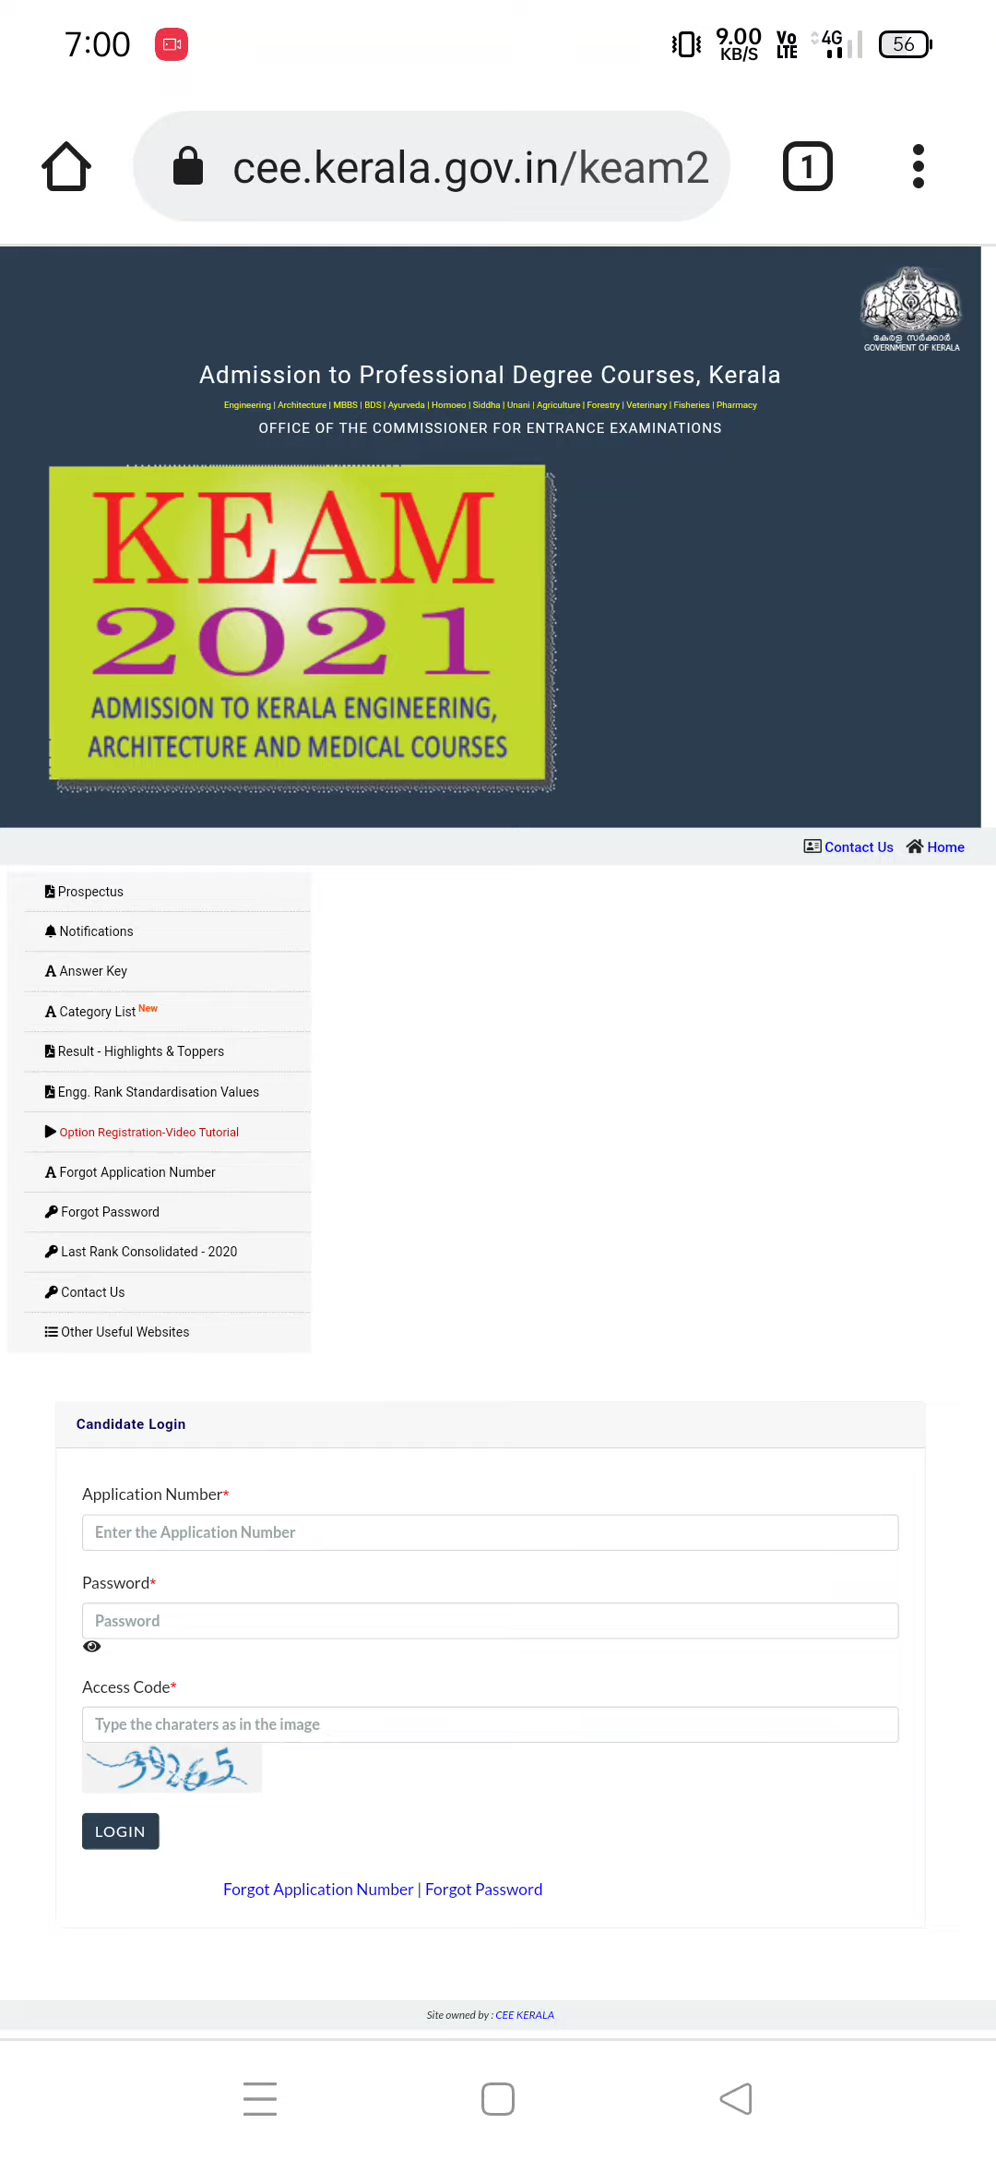 7:00
9.00 KB/S
Vo LTE
4G
56
cee.kerala.gov.in/keam2
1
കേരള സർക്കാർ
GOVERNMENT OF KERALA
Admission to Professional Degree Courses, Kerala
Engineering | Architecture | MBBS | BDS | Ayurveda | Homoeo | Siddha | Unani | Agriculture | Forestry | Veterinary | Fisheries | Pharmacy
OFFICE OF THE COMMISSIONER FOR ENTRANCE EXAMINATIONS
KEAM
2021
ADMISSION TO KERALA ENGINEERING,
ARCHITECTURE AND MEDICAL COURSES
Contact Us Home
Prospectus
Notifications
Answer Key
Category List New
Result - Highlights & Toppers
Engg. Rank Standardisation Values
Option Registration-Video Tutorial
Forgot Application Number
Forgot Password
Last Rank Consolidated - 2020
Contact Us
Other Useful Websites
Candidate Login
Application Number*
Enter the Application Number
Password*
Password
Access Code*
Type the charaters as in the image
39265
LOGIN
Forgot Application Number | Forgot Password
Site owned by : CEE KERALA